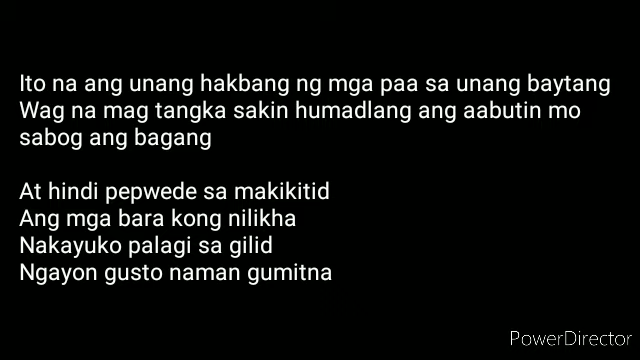 Ito na ang unang hakbang ng mga paa sa unang baytang
Wag na mag tangka sakin humadlang ang aabutin mo
sabog ang bagang
At hindi pepwede sa makikitid
Ang mga bara kong nilikha
Nakayuko palagi sa gilid
Ngayon gusto naman gumitna
PowerDirector